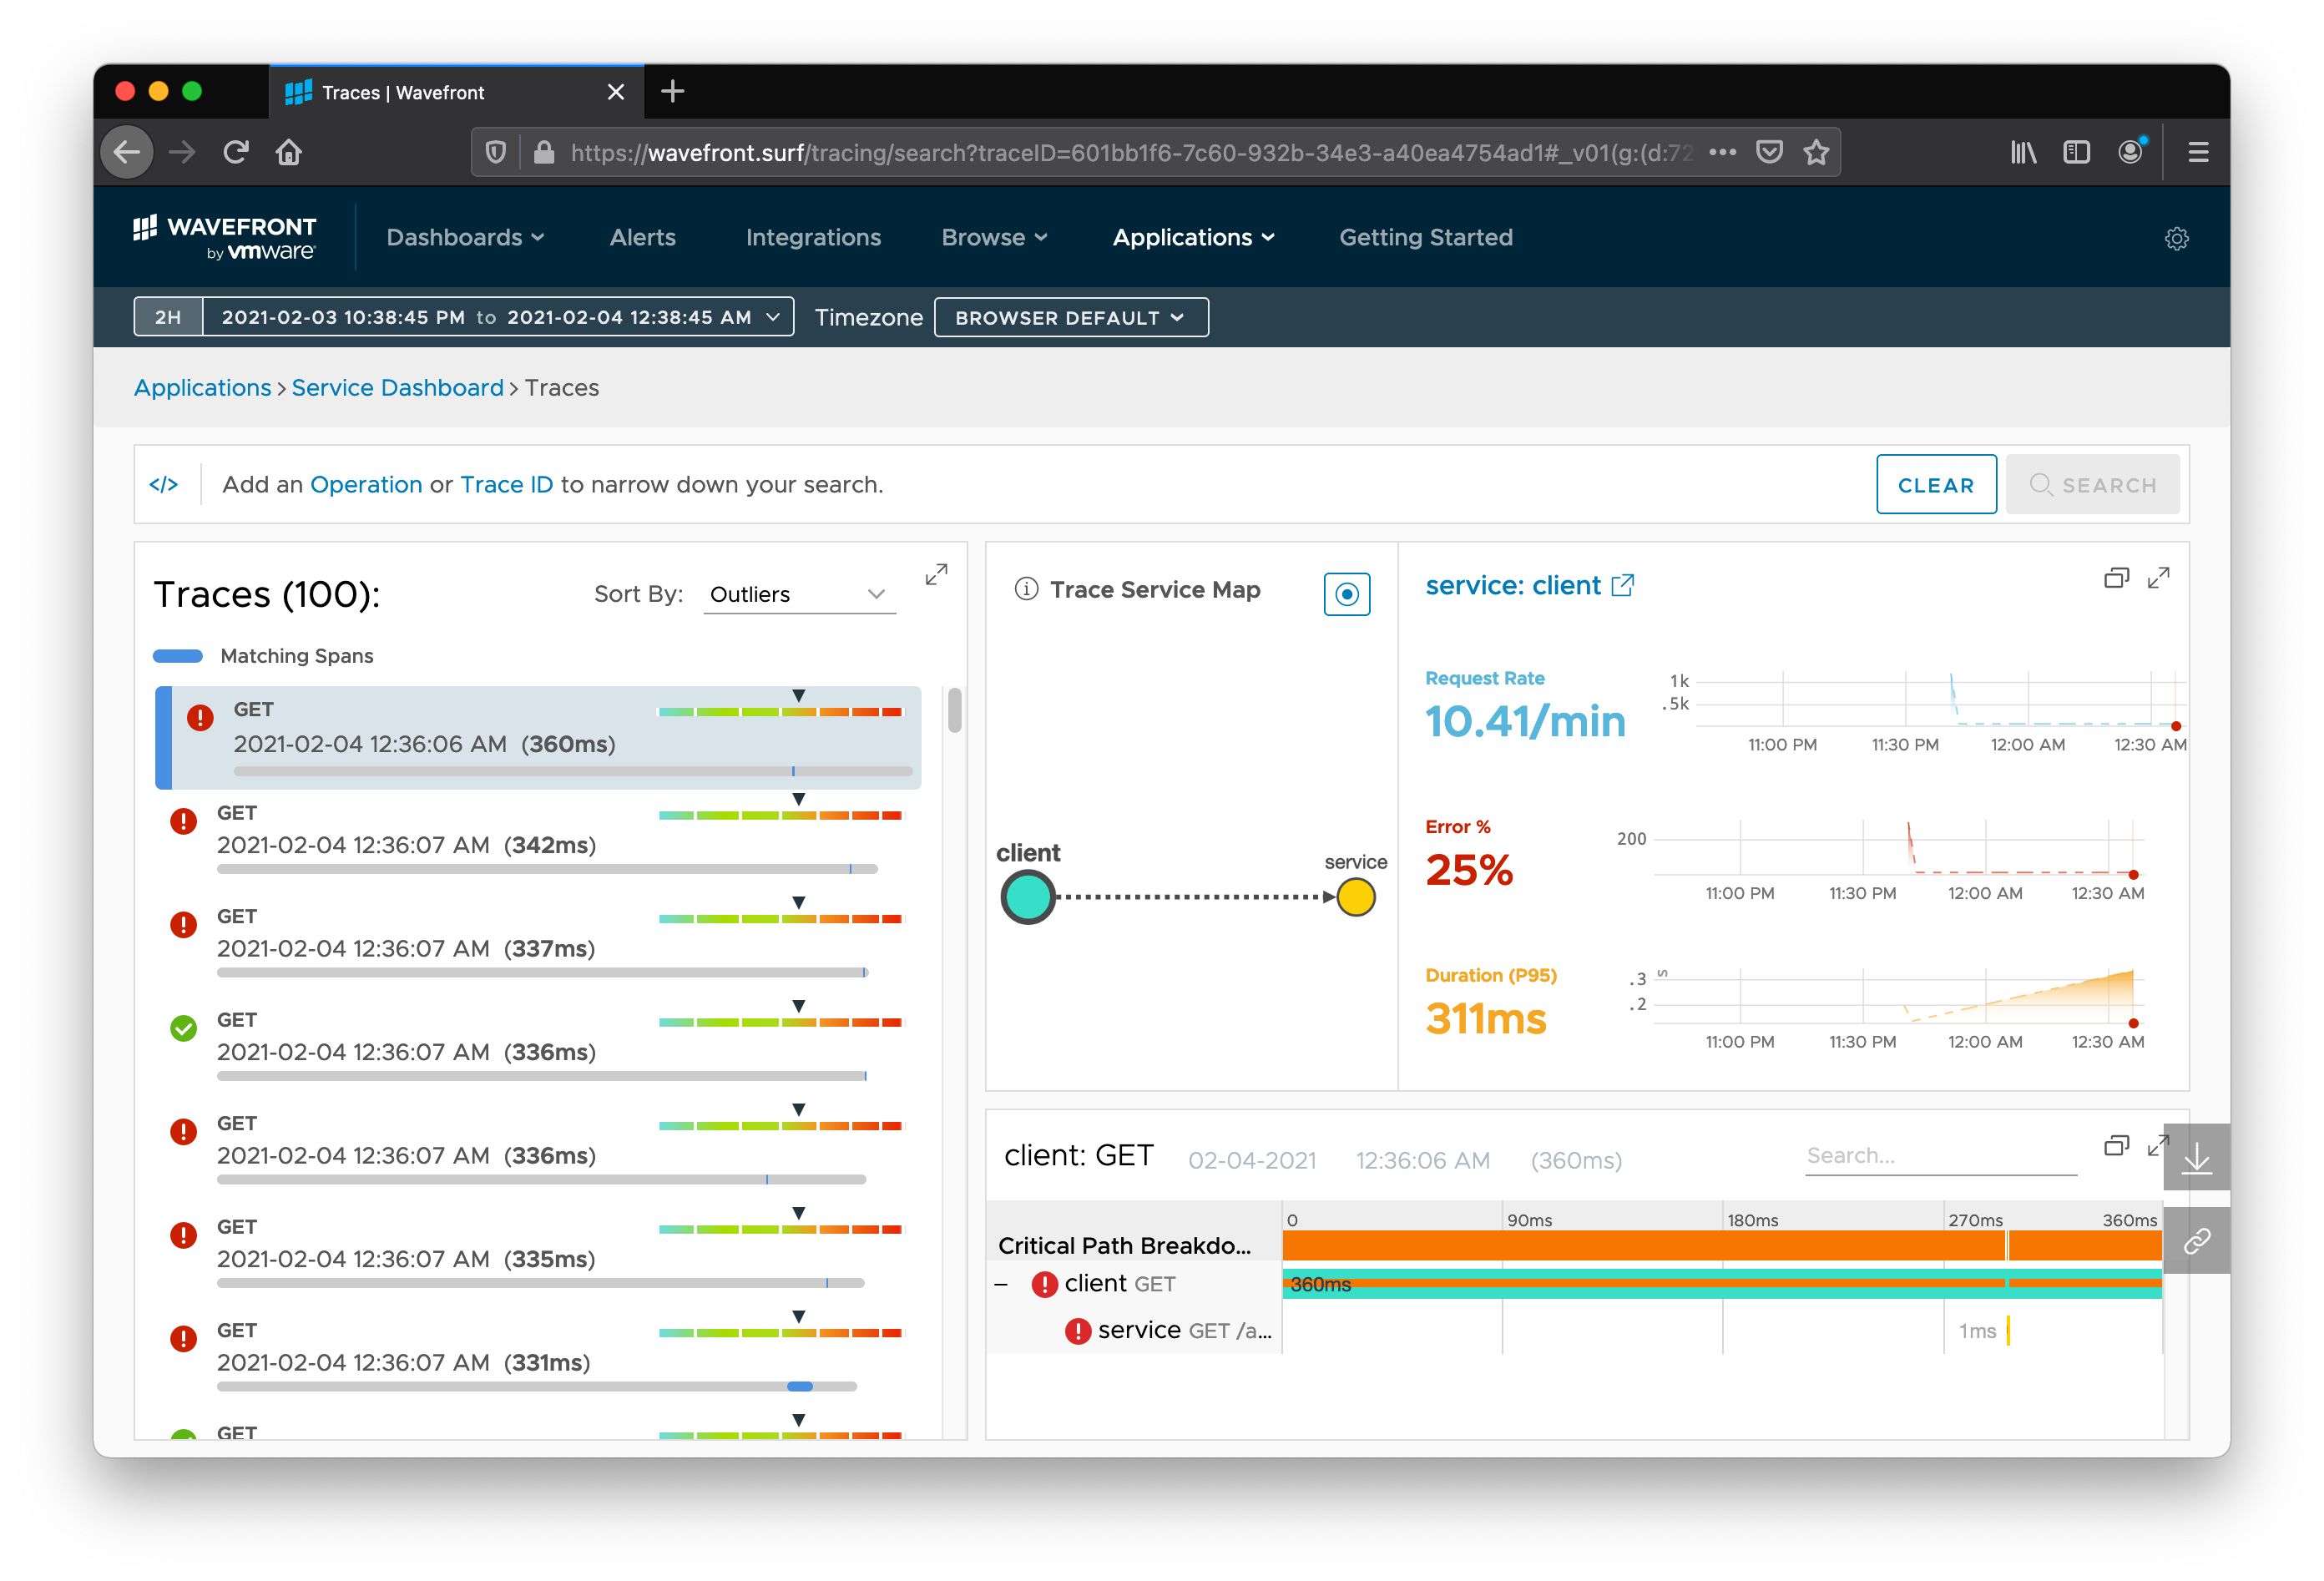 Traces | Wavefront
https://wavefront.surf/tracing/search?traceID=601bb1f6-7c60-932b-34e3-a40ea4754ad1#_v01(g:(d:72
WAVEFRONT
by vmware
Dashboards
Alerts
Integrations
Browse
Applications
Getting Started
2H
2021-02-03 10:38:45 PM to 2021-02-04 12:38:45 AM
Timezone
BROWSER DEFAULT
Applications > Service Dashboard > Traces
</> Add an Operation or Trace ID to narrow down your search.
CLEAR
SEARCH
Traces (100):
Sort By: Outliers
Matching Spans
GET
2021-02-04 12:36:06 AM (360ms)
GET
2021-02-04 12:36:07 AM (342ms)
GET
2021-02-04 12:36:07 AM (337ms)
GET
2021-02-04 12:36:07 AM (336ms)
GET
2021-02-04 12:36:07 AM (336ms)
GET
2021-02-04 12:36:07 AM (335ms)
GET
2021-02-04 12:36:07 AM (331ms)
GET
Trace Service Map
client
service
service: client
Request Rate
10.41/min
1k
.5k
11:00 PM 11:30 PM 12:00 AM 12:30 AM
Error %
25%
200
11:00 PM 11:30 PM 12:00 AM 12:30 AM
Duration (P95)
311ms
.3 s
.2
11:00 PM 11:30 PM 12:00 AM 12:30 AM
client: GET 02-04-2021 12:36:06 AM (360ms)
Search...
0 90ms 180ms 270ms 360ms
Critical Path Breakdo...
client GET 360ms
service GET /a... 1ms